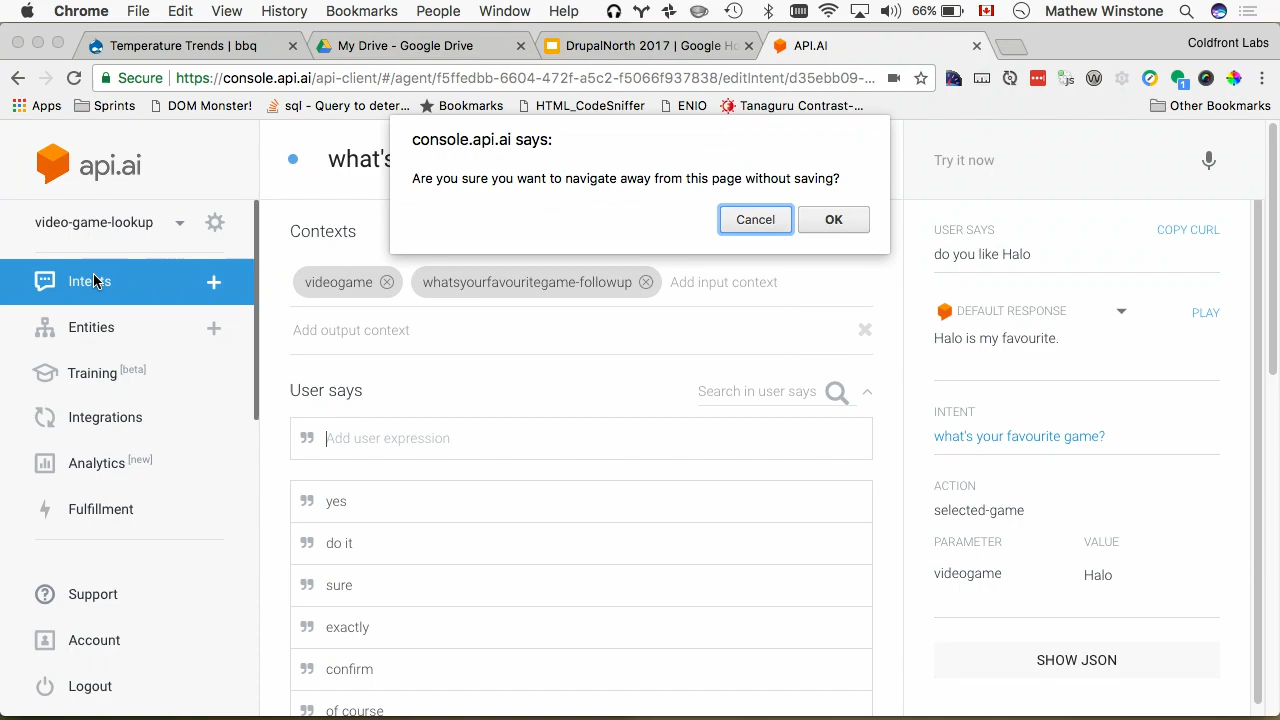 Chrome File Edit View History Bookmarks People Window Help 66% Mathew Winstone
Temperature Trends | bbq
My Drive - Google Drive
DrupalNorth 2017 | Google Ho
API.AI
Coldfront Labs
Secure https://console.api.ai/api-client/#/agent/f5ffedbb-6604-472f-a5c2-f5066f937838/editIntent/d35ebb09-...
Apps Sprints DOM Monster! sql - Query to deter... Bookmarks HTML_CodeSniffer ENIO Tanaguru Contrast-... Other Bookmarks
console.api.ai says:
Are you sure you want to navigate away from this page without saving?
Cancel OK
api.ai
video-game-lookup
Intents
Entities
Training [beta]
Integrations
Analytics [new]
Fulfillment
Support
Account
Logout
what's
Contexts
videogame whatsyourfavouritegame-followup Add input context
Add output context
User says
Search in user says
Add user expression
yes
do it
sure
exactly
confirm
of course
Try it now
USER SAYS COPY CURL
do you like Halo
DEFAULT RESPONSE PLAY
Halo is my favourite.
INTENT
what's your favourite game?
ACTION
selected-game
PARAMETER VALUE
videogame Halo
SHOW JSON